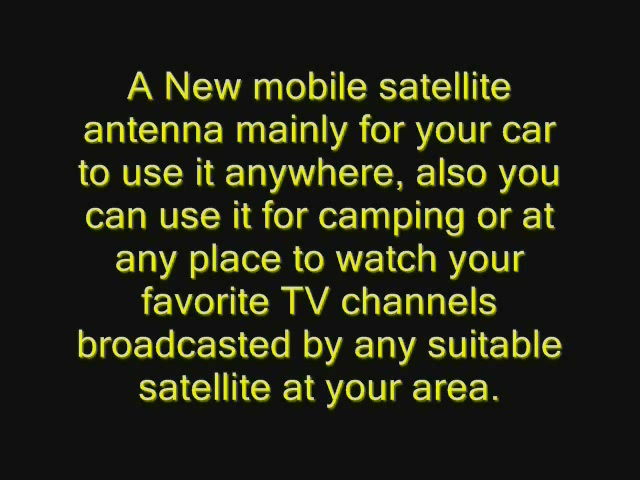 A New mobile satellite
antenna mainly for your car
to use it anywhere, also you
can use it for camping or at
any place to watch your
favorite TV channels
broadcasted by any suitable
satellite at your area.